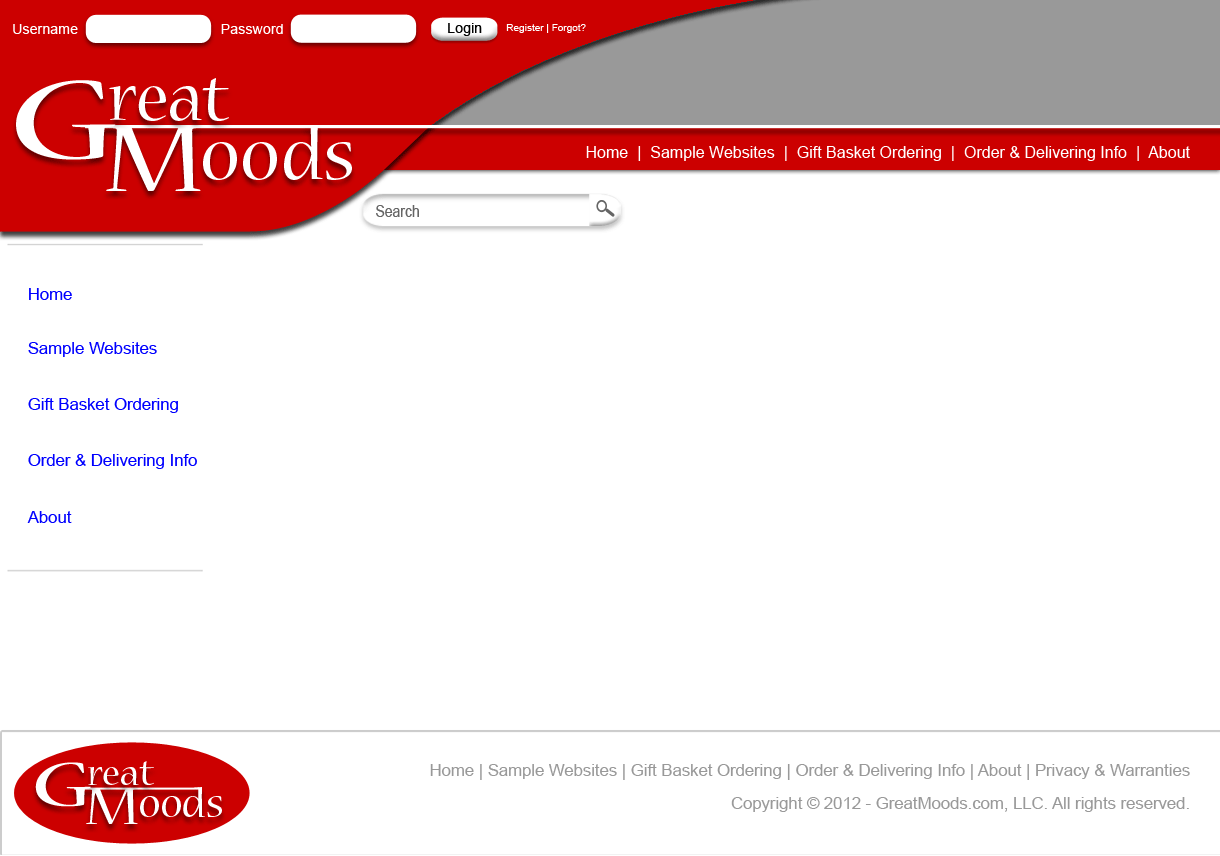 Username Password Login Register | Forgot?
Great
Moods
Home | Sample Websites | Gift Basket Ordering | Order & Delivering Info | About
Search
Home
Sample Websites
Gift Basket Ordering
Order & Delivering Info
About
Great
Moods
Home | Sample Websites | Gift Basket Ordering | Order & Delivering Info | About | Privacy & Warranties
Copyright © 2012 - GreatMoods.com, LLC. All rights reserved.